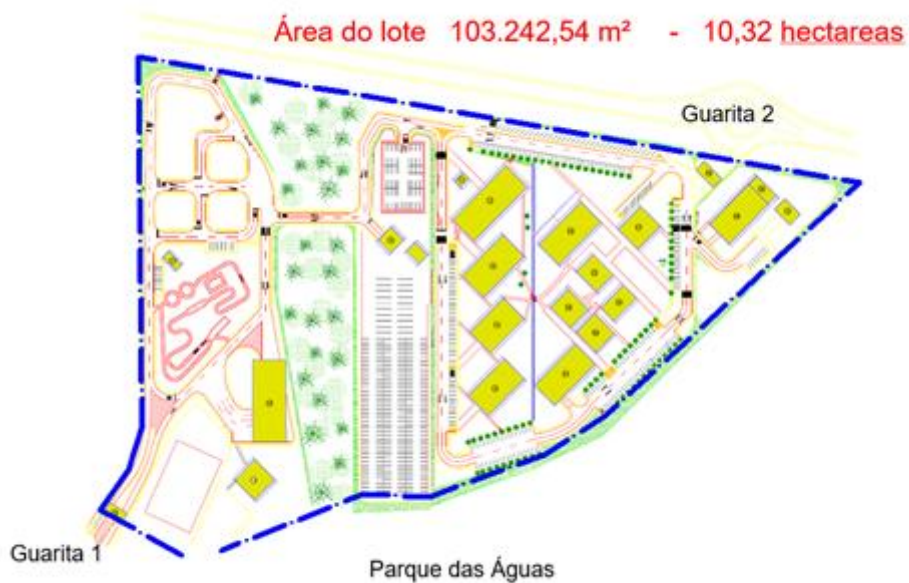 Área do lote 103.242,54 m² - 10,32 hectareas
Guarita 2
Guarita 1
Parque das Águas